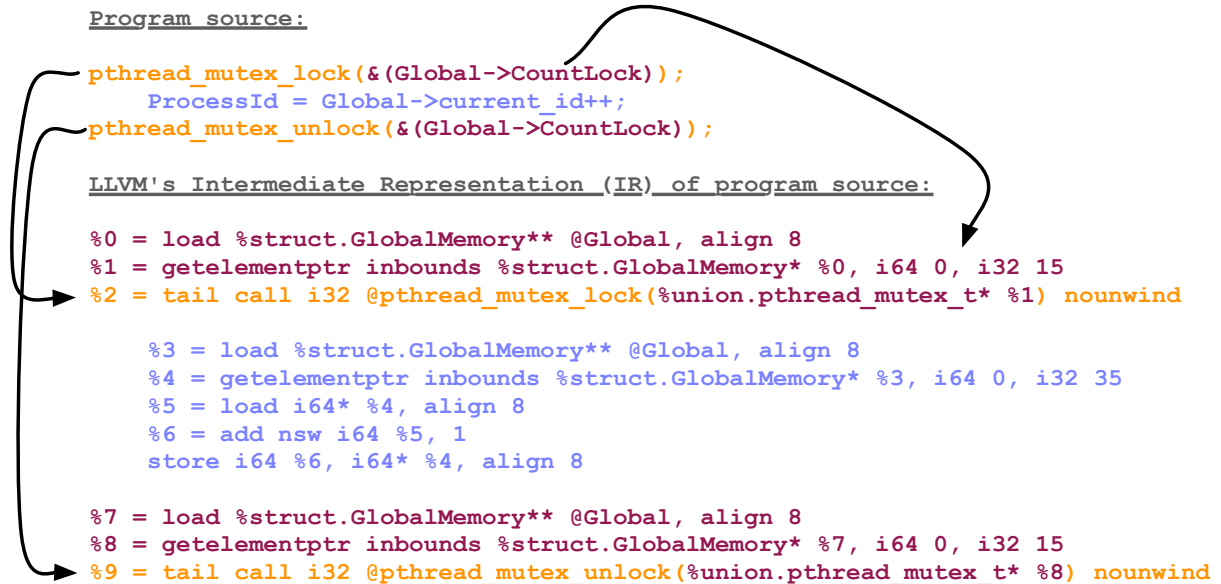 Program source:
pthread_mutex_lock(&(Global->CountLock));
ProcessId = Global->current_id++;
pthread_mutex_unlock(&(Global->CountLock));
LLVM's Intermediate Representation (IR) of program source:
%0 = load %struct.GlobalMemory** @Global, align 8
%1 = getelementptr inbounds %struct.GlobalMemory* %0, i64 0, i32 15
%2 = tail call i32 @pthread_mutex_lock(%union.pthread_mutex_t* %1) nounwind
%3 = load %struct.GlobalMemory** @Global, align 8
%4 = getelementptr inbounds %struct.GlobalMemory* %3, i64 0, i32 35
%5 = load i64* %4, align 8
%6 = add nsw i64 %5, 1
store i64 %6, i64* %4, align 8
%7 = load %struct.GlobalMemory** @Global, align 8
%8 = getelementptr inbounds %struct.GlobalMemory* %7, i64 0, i32 15
%9 = tail call i32 @pthread_mutex_unlock(%union.pthread_mutex_t* %8) nounwind